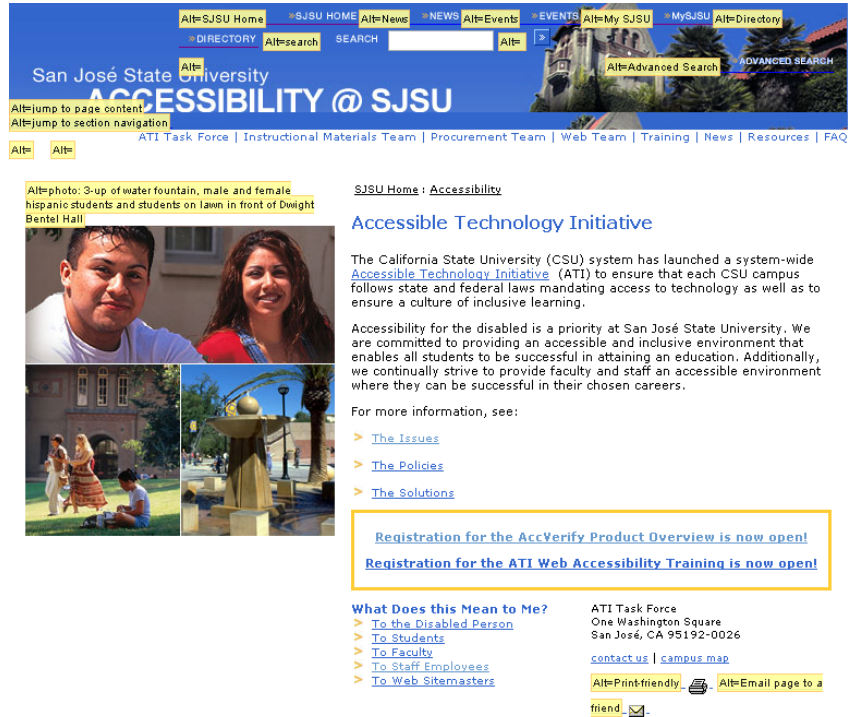 Alt=SJSU Home »SJSU HOME Alt=News »NEWS Alt=Events »EVENTS Alt=My SJSU »MySJSU Alt=Directory
»DIRECTORY Alt=search SEARCH Alt= »
Alt= Alt=Advanced Search ADVANCED SEARCH
San José State University
ACCESSIBILITY @ SJSU
Alt=jump to page content
Alt=jump to section navigation
ATI Task Force | Instructional Materials Team | Procurement Team | Web Team | Training | News | Resources | FAQ
Alt= Alt=
Alt=photo: 3-up of water fountain, male and female
hispanic students and students on lawn in front of Dwight
Bentel Hall
SJSU Home : Accessibility
Accessible Technology Initiative
The California State University (CSU) system has launched a system-wide
Accessible Technology Initiative (ATI) to ensure that each CSU campus
follows state and federal laws mandating access to technology as well as to
ensure a culture of inclusive learning.
Accessibility for the disabled is a priority at San José State University. We
are committed to providing an accessible and inclusive environment that
enables all students to be successful in attaining an education. Additionally,
we continually strive to provide faculty and staff an accessible environment
where they can be successful in their chosen careers.
For more information, see:
> The Issues
> The Policies
> The Solutions
Registration for the AccVerify Product Overview is now open!
Registration for the ATI Web Accessibility Training is now open!
What Does this Mean to Me?
> To the Disabled Person
> To Students
> To Faculty
> To Staff Employees
> To Web Sitemasters
ATI Task Force
One Washington Square
San José, CA 95192-0026
contact us | campus map
Alt=Print-friendly Alt=Email page to a
friend